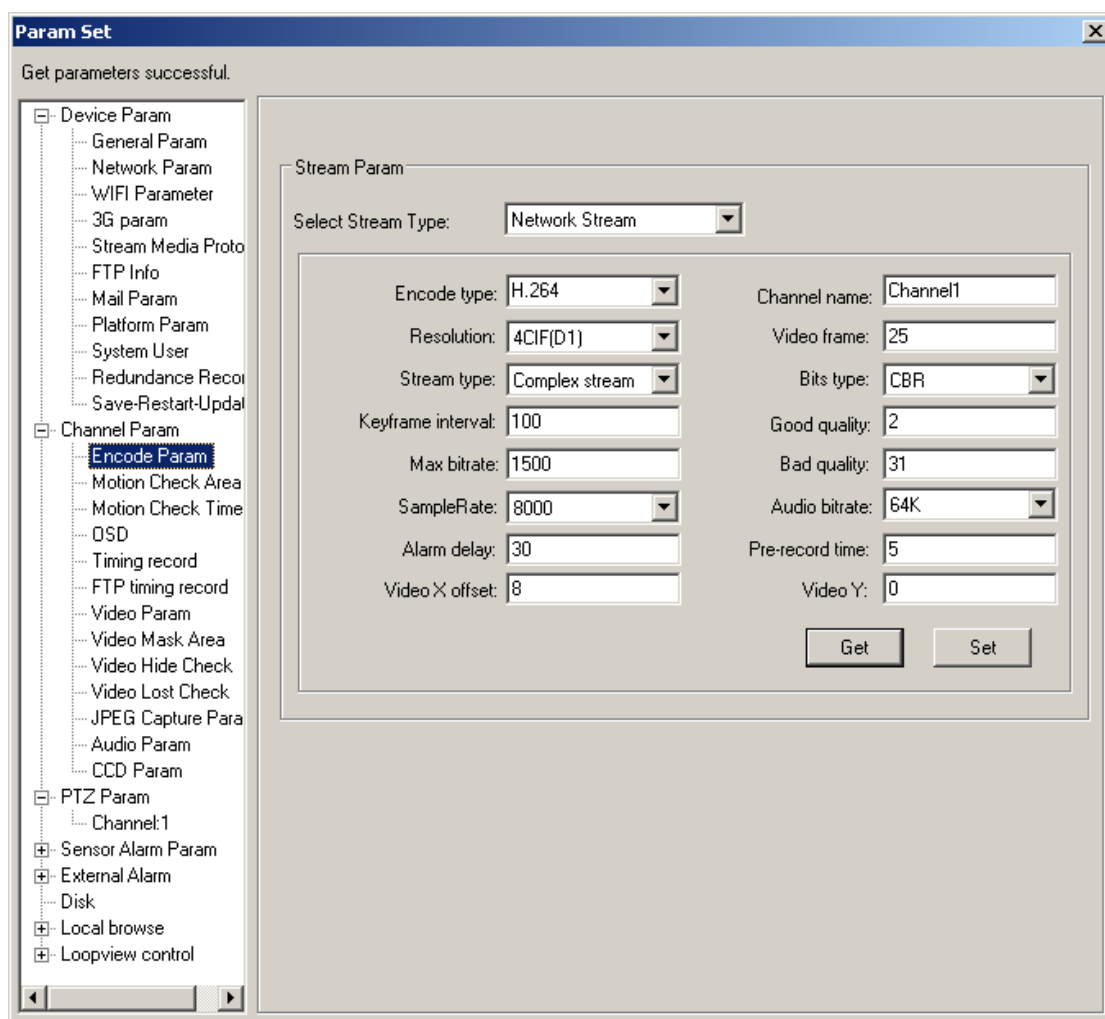 Param Set
Get parameters successful.
Device Param
General Param
Network Param
WIFI Parameter
3G param
Stream Media Proto
FTP Info
Mail Param
Platform Param
System User
Redundance Recor
Save-Restart-Updat
Channel Param
Encode Param
Motion Check Area
Motion Check Time
OSD
Timing record
FTP timing record
Video Param
Video Mask Area
Video Hide Check
Video Lost Check
JPEG Capture Para
Audio Param
CCD Param
PTZ Param
Channel:1
Sensor Alarm Param
External Alarm
Disk
Local browse
Loopview control
Stream Param
Select Stream Type: Network Stream
Encode type: H.264 Channel name: Channel1
Resolution: 4CIF(D1) Video frame: 25
Stream type: Complex stream Bits type: CBR
Keyframe interval: 100 Good quality: 2
Max bitrate: 1500 Bad quality: 31
SampleRate: 8000 Audio bitrate: 64K
Alarm delay: 30 Pre-record time: 5
Video X offset: 8 Video Y: 0
Get Set